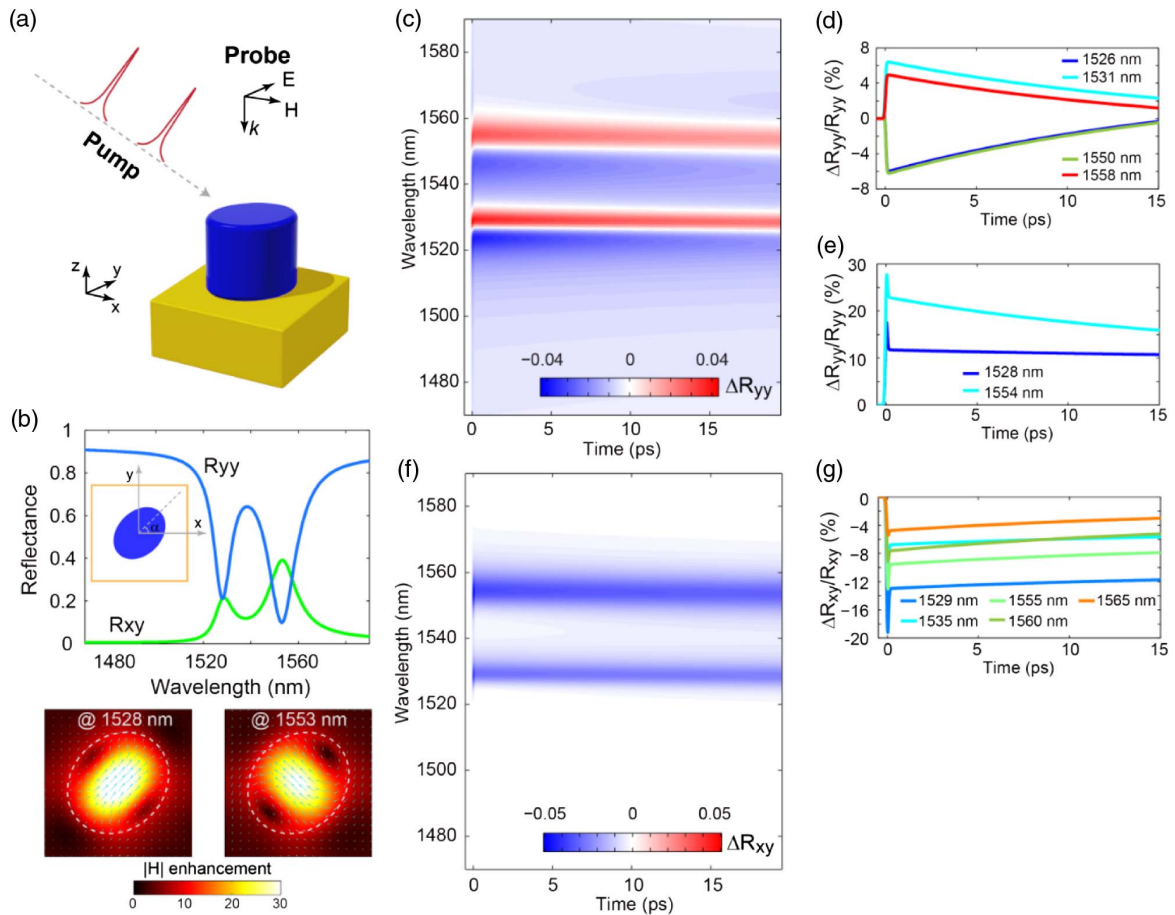 (a)
Probe
E
H
k
Pump
z
y
x
(b)
1
0.8
0.6
0.4
0.2
0
Reflectance
Ryy
Rxy
y
x
α
1480 1520 1560
Wavelength (nm)
@ 1528 nm
@ 1553 nm
|H| enhancement
0 10 20 30
(c)
1580
1560
1540
1520
1500
1480
Wavelength (nm)
−0.04 0 0.04
ΔRyy
0 5 10 15
Time (ps)
(f)
1580
1560
1540
1520
1500
1480
Wavelength (nm)
−0.05 0 0.05
ΔRxy
0 5 10 15
Time (ps)
(d)
8
4
0
−4
−8
ΔRyy/Ryy (%)
1526 nm
1531 nm
1550 nm
1558 nm
0 5 10 15
Time (ps)
(e)
30
20
10
0
ΔRyy/Ryy (%)
1528 nm
1554 nm
0 5 10 15
Time (ps)
(g)
0
−4
−8
−12
−16
−20
ΔRxy/Rxy (%)
1529 nm 1555 nm 1565 nm
1535 nm 1560 nm
0 5 10 15
Time (ps)